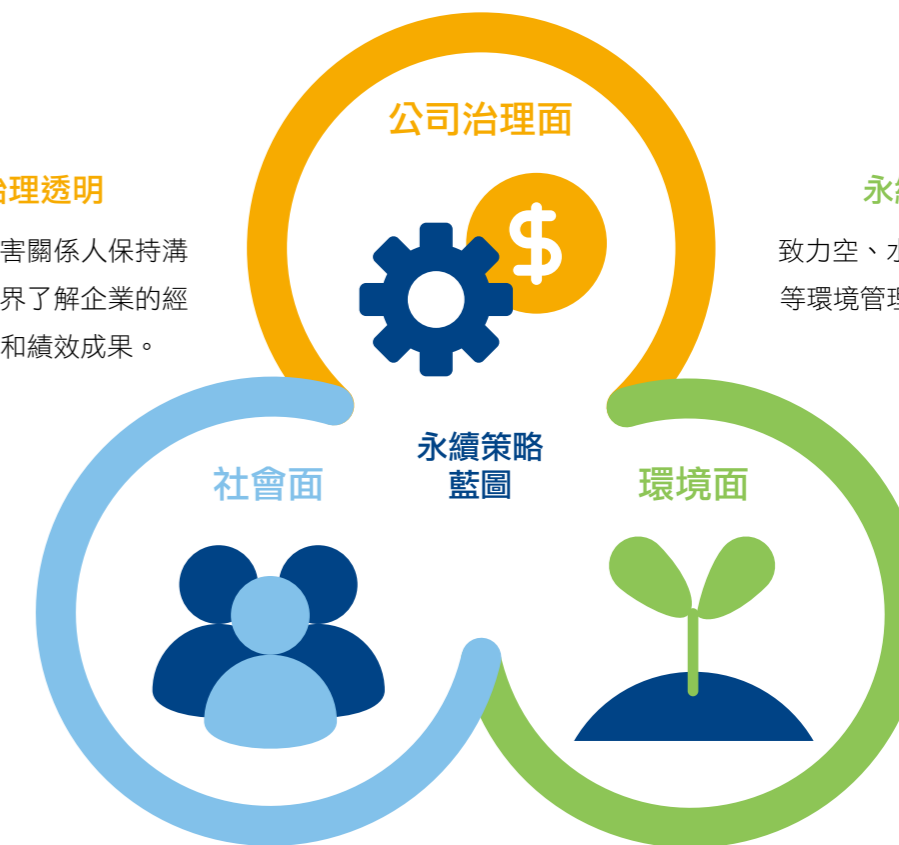 公司治理面
治理透明
害關係人保持溝
界了解企業的經
和績效成果。
永續
致力空、水
等環境管理
$
永續策略
藍圖
社會面
環境面